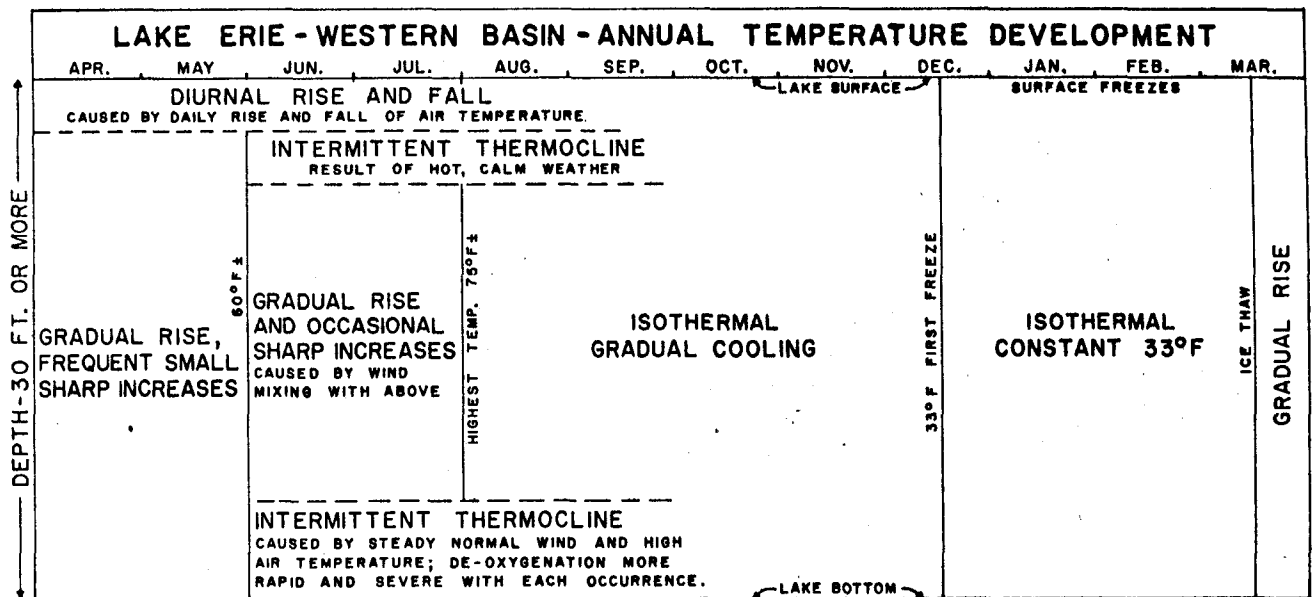 LAKE ERIE - WESTERN BASIN - ANNUAL TEMPERATURE DEVELOPMENT
APR. MAY JUN. JUL. AUG. SEP. OCT. NOV. DEC. JAN. FEB. MAR.
LAKE SURFACE
SURFACE FREEZES
DIURNAL RISE AND FALL
CAUSED BY DAILY RISE AND FALL OF AIR TEMPERATURE.
INTERMITTENT THERMOCLINE
RESULT OF HOT, CALM WEATHER
DEPTH-30 FT. OR MORE
GRADUAL RISE,
FREQUENT SMALL
SHARP INCREASES
60°F±
GRADUAL RISE
AND OCCASIONAL
SHARP INCREASES
CAUSED BY WIND
MIXING WITH ABOVE
HIGHEST TEMP. 75°F±
ISOTHERMAL
GRADUAL COOLING
33°F FIRST FREEZE
ISOTHERMAL
CONSTANT 33°F
ICE THAW
GRADUAL RISE
INTERMITTENT THERMOCLINE
CAUSED BY STEADY NORMAL WIND AND HIGH
AIR TEMPERATURE; DE-OXYGENATION MORE
RAPID AND SEVERE WITH EACH OCCURRENCE.
LAKE BOTTOM